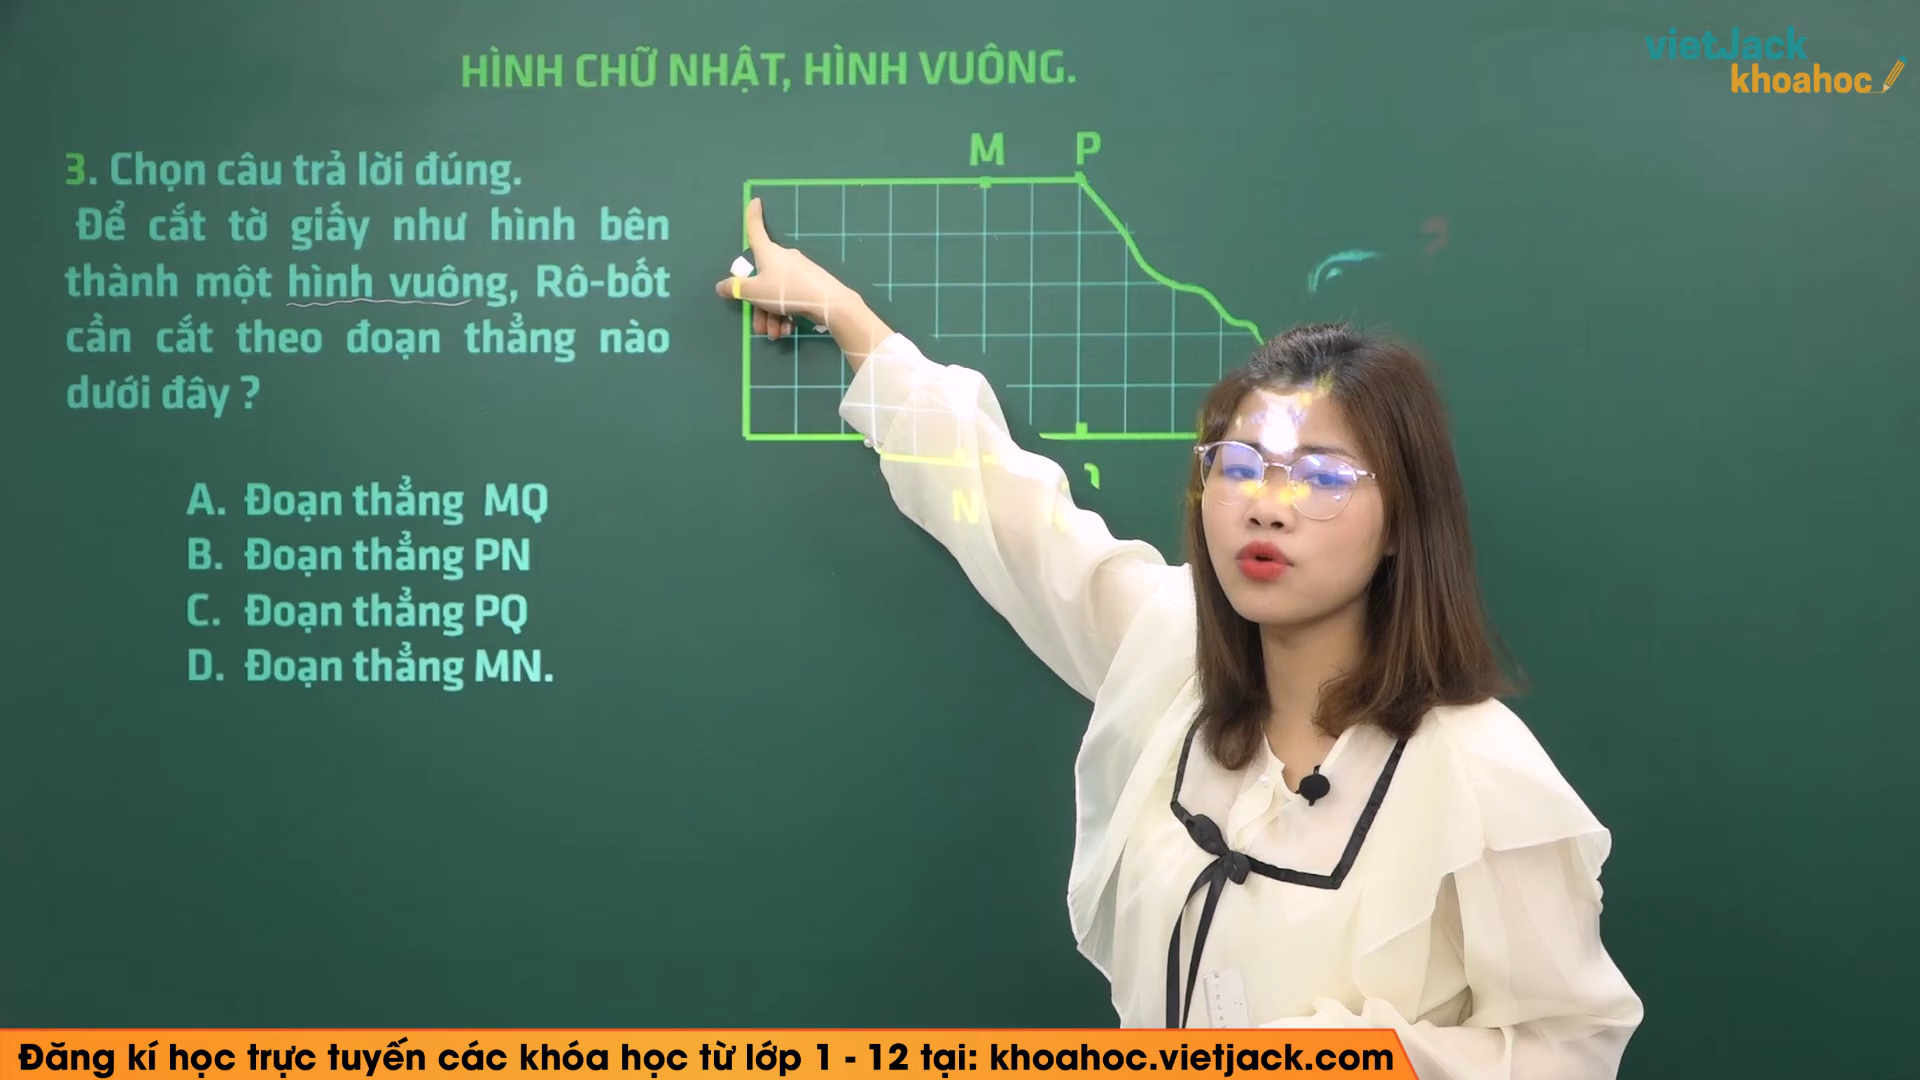 vietJack
khoahoc
HÌNH CHỮ NHẬT, HÌNH VUÔNG.
3. Chọn câu trả lời đúng.
Để cắt tờ giấy như hình bên
thành một hình vuông, Rô-bốt
cần cắt theo đoạn thẳng nào
dưới đây ?
M P
N
A. Đoạn thẳng MQ
B. Đoạn thẳng PN
C. Đoạn thẳng PQ
D. Đoạn thẳng MN.
Đăng kí học trực tuyến các khóa học từ lớp 1 - 12 tại: khoahoc.vietjack.com